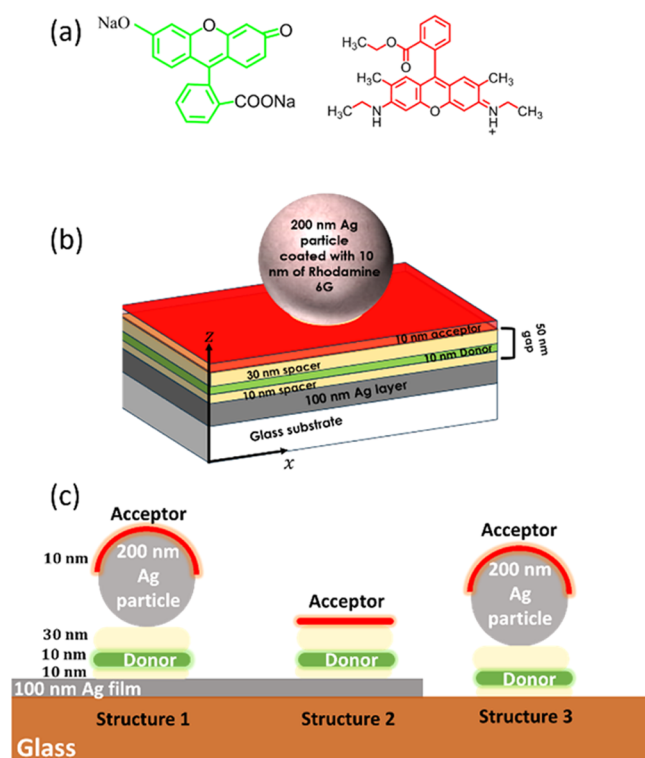 (a)
NaO
O
O
COONa
H₃C
O
O
H₃C
CH₃
H₃C
N
H
O
N
H
+
CH₃
(b)
200 nm Ag
particle
coated with 10
nm of Rhodamine
6G
z
10 nm acceptor
30 nm spacer
10 nm Donor
10 nm spacer
100 nm Ag layer
Glass substrate
x
50 nm
gap
(c)
Acceptor
10 nm
200 nm
Ag
particle
30 nm
10 nm
10 nm
Donor
100 nm Ag film
Structure 1
Acceptor
Donor
Structure 2
Acceptor
200 nm
Ag
particle
Donor
Structure 3
Glass